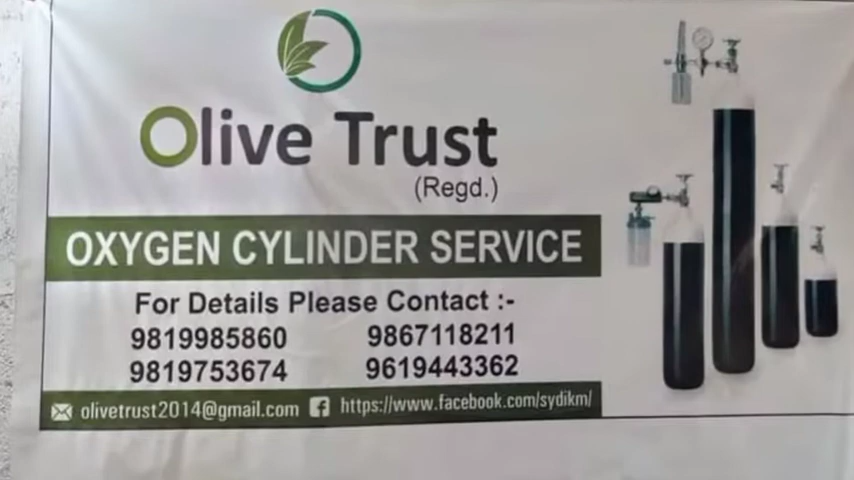 Olive Trust
(Regd.)
OXYGEN CYLINDER SERVICE
For Details Please Contact :-
9819985860 9867118211
9819753674 9619443362
olivetrust2014@gmail.com https://www.facebook.com/sydikm/